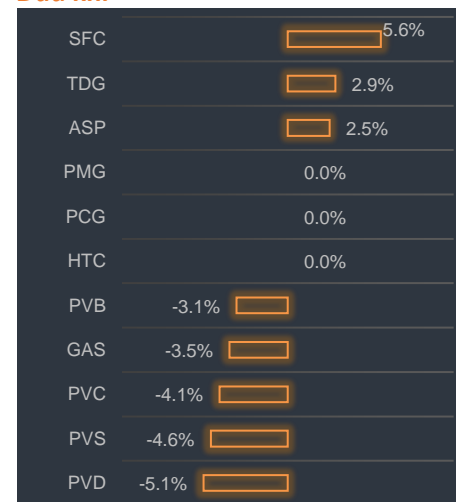 SFC 5.6%
TDG 2.9%
ASP 2.5%
PMG 0.0%
PCG 0.0%
HTC 0.0%
PVB -3.1%
GAS -3.5%
PVC -4.1%
PVS -4.6%
PVD -5.1%